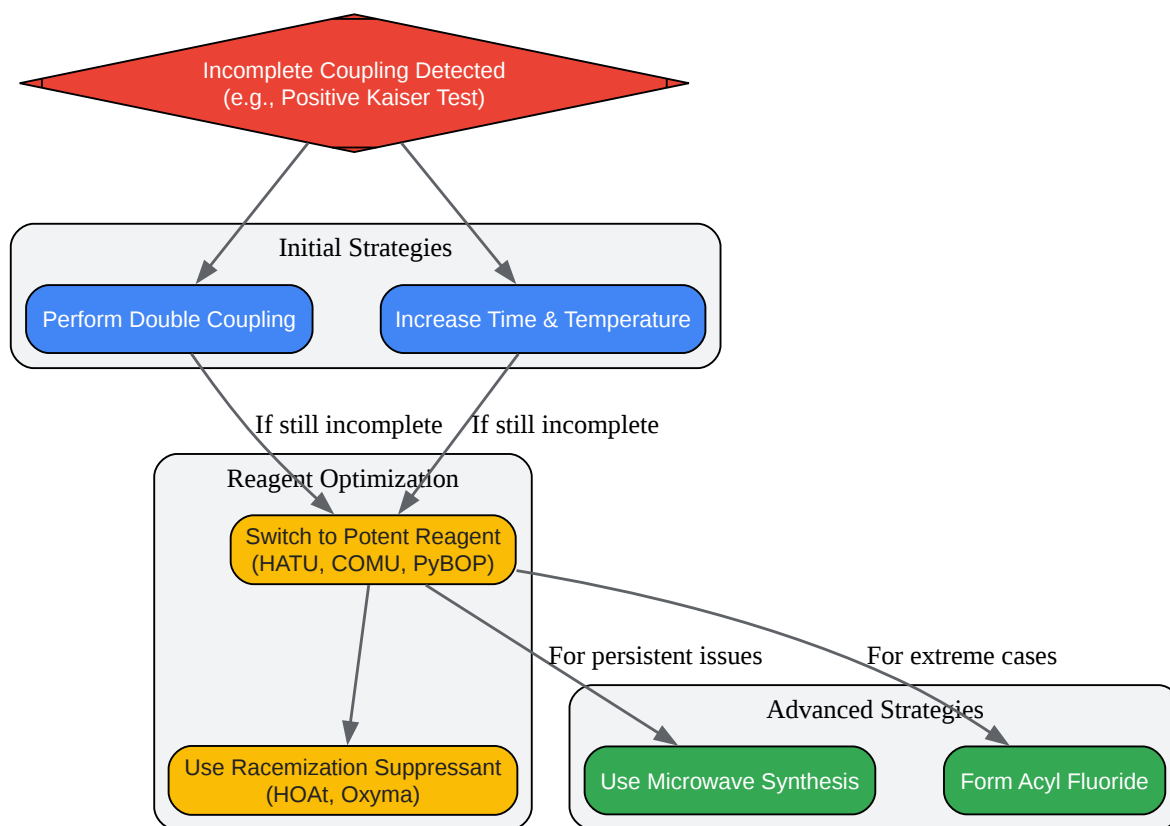 Incomplete Coupling Detected
(e.g., Positive Kaiser Test)
Initial Strategies
Perform Double Coupling
Increase Time & Temperature
If still incomplete
If still incomplete
Reagent Optimization
Switch to Potent Reagent
(HATU, COMU, PyBOP)
For persistent issues
For extreme cases
Advanced Strategies
Use Racemization Suppressant
(HOAt, Oxyma)
Use Microwave Synthesis
Form Acyl Fluoride